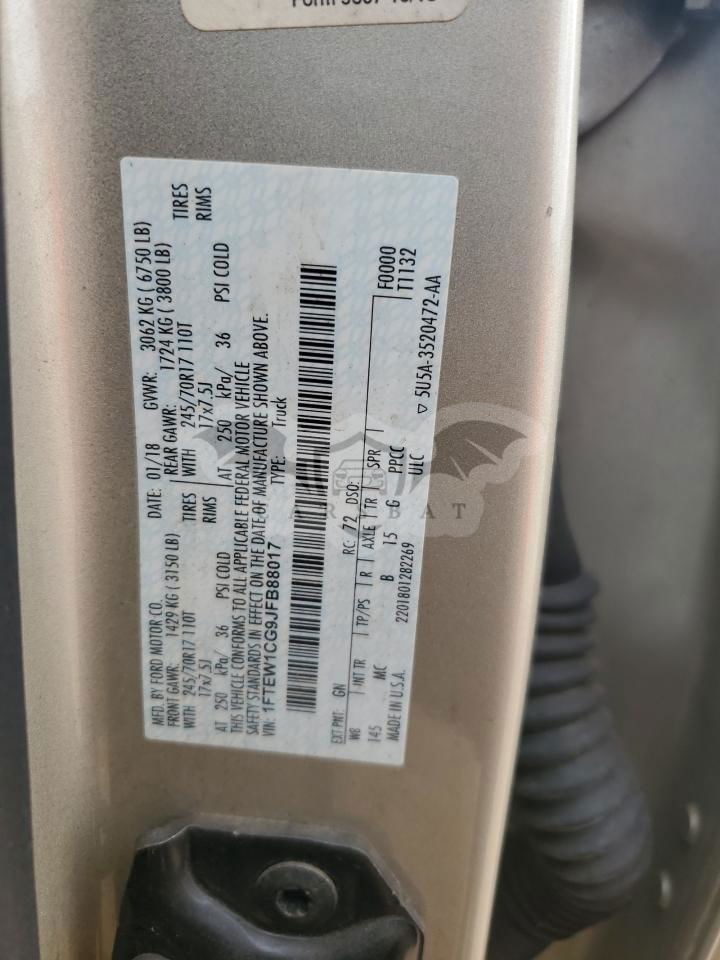 MFD. BY FORD MOTOR CO. DATE: 01/18 GVWR: 3062 KG ( 6750 LB)
FRONT GAWR: 1429 KG ( 3150 LB) REAR GAWR: 1724 KG ( 3800 LB)
WITH 245/70R17 110T TIRES WITH 245/70R17 110T TIRES
17x7.5J RIMS 17x7.5J RIMS
AT 250 kPa/ 36 PSI COLD AT 250 kPa/ 36 PSI COLD
THIS VEHICLE CONFORMS TO ALL APPLICABLE FEDERAL MOTOR VEHICLE
SAFETY STANDARDS IN EFFECT ON THE DATE OF MANUFACTURE SHOWN ABOVE.
VIN: 1FTEW1CG9JFB88017 TYPE: Truck
EXT PNT: GN RC: 72 DSO: F0000
WB INT TR TP/PS R AXLE TR SPR T1132
145 MC B 15 G PPCC
MADE IN U.S.A. 2201801282269 ULC ▽ 5U5A-3520472-AA
ARABAT